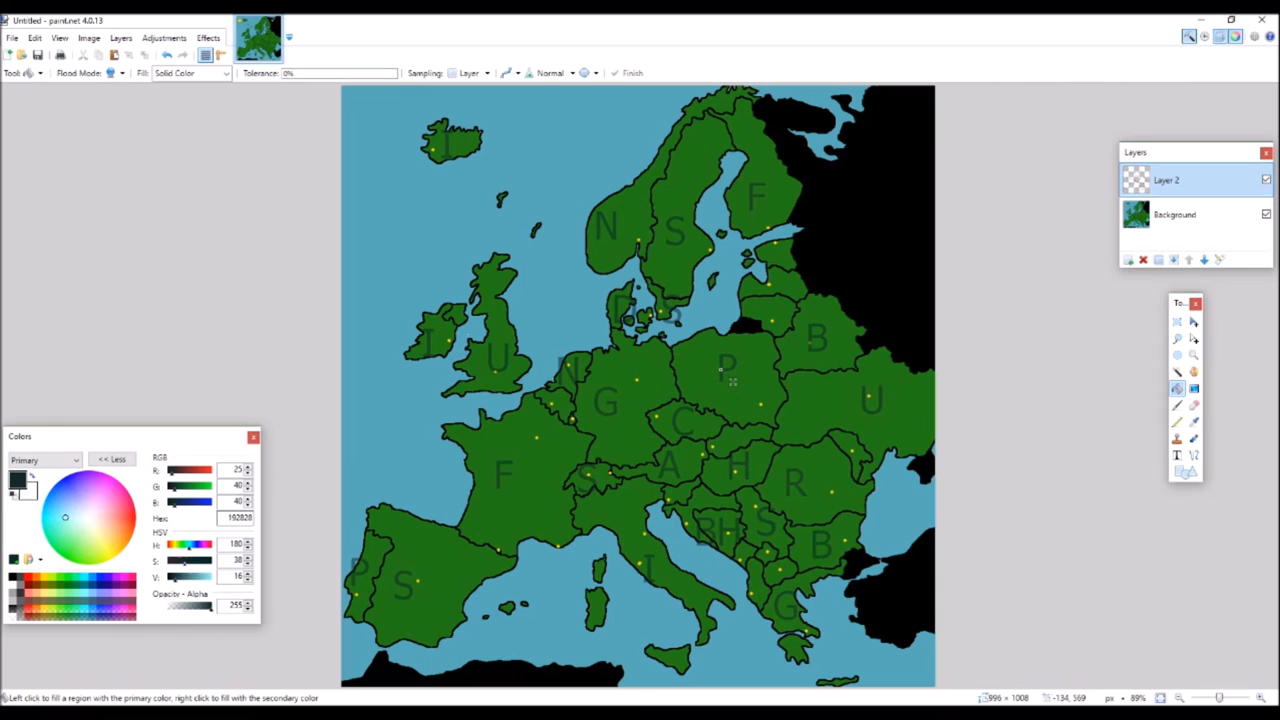 Untitled - paint.net 4.0.13
File Edit View Image Layers Adjustments Effects
Tool:
Flood Mode:
Fill: Solid Color
Tolerance: 0%
Sampling: Layer
Normal
Finish
I
F
N
S
D
S
I
U
N
B
P
G
U
C
F
S
A
H
R
BH
S
B
P
S
I
G
Layers
Layer 2
Background
To...
Colors
Primary
<< Less
RGB
R: 25
G: 40
B: 40
Hex: 192828
HSV
H: 180
S: 38
V: 16
Opacity - Alpha
255
Left click to fill a region with the primary color, right click to fill with the secondary color
996 × 1008
-134, 569
px
89%